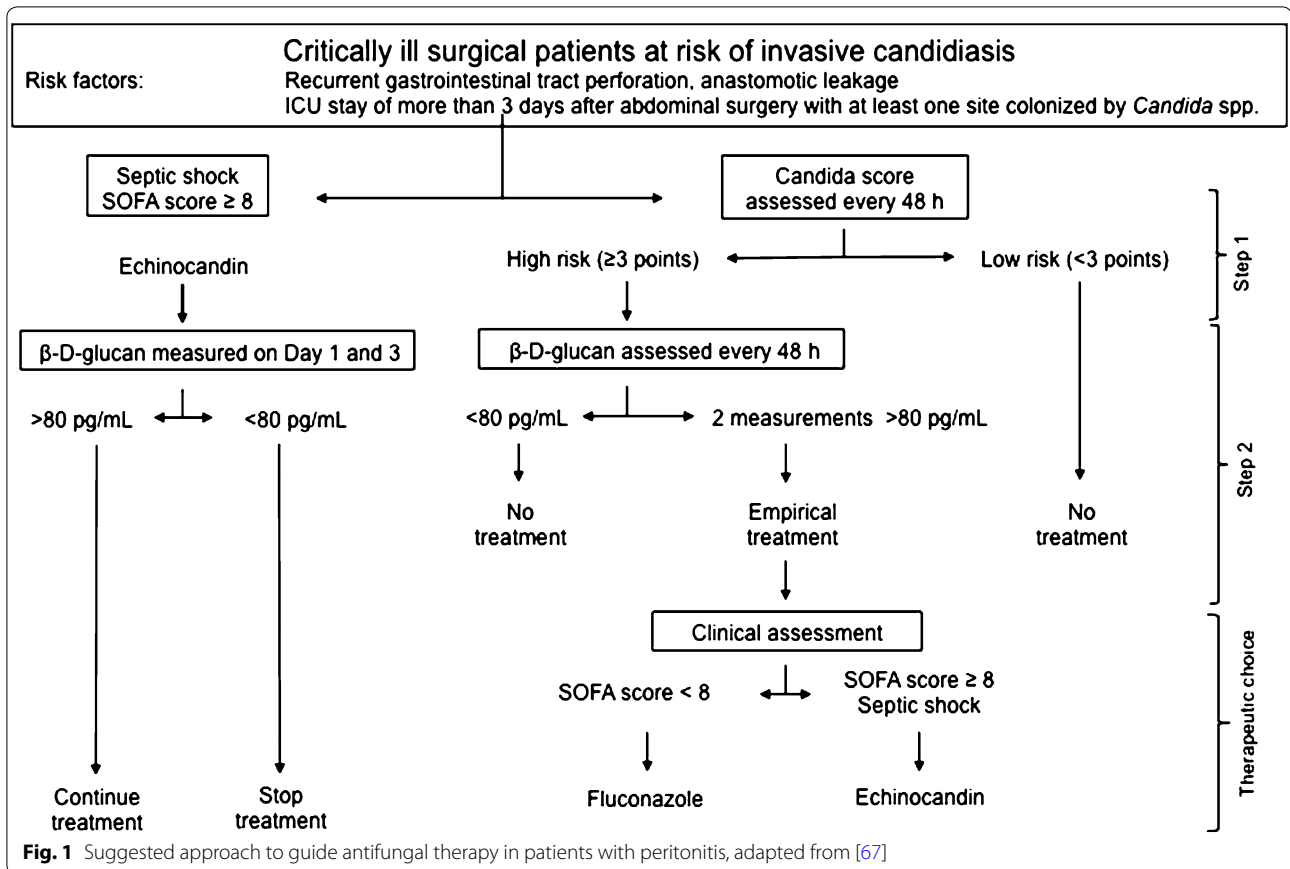 Critically ill surgical patients at risk of invasive candidiasis
Risk factors: Recurrent gastrointestinal tract perforation, anastomotic leakage
ICU stay of more than 3 days after abdominal surgery with at least one site colonized by Candida spp.
Septic shock
SOFA score ≥ 8
Candida score
assessed every 48 h
Echinocandin
High risk (≥3 points)
Low risk (<3 points)
Step 1
β-D-glucan measured on Day 1 and 3
β-D-glucan assessed every 48 h
>80 pg/mL
<80 pg/mL
<80 pg/mL
2 measurements >80 pg/mL
No
treatment
Empirical
treatment
No
treatment
Step 2
Clinical assessment
SOFA score < 8
SOFA score ≥ 8
Septic shock
Continue
treatment
Stop
treatment
Fluconazole
Echinocandin
Therapeutic choice
Fig. 1 Suggested approach to guide antifungal therapy in patients with peritonitis, adapted from [67]